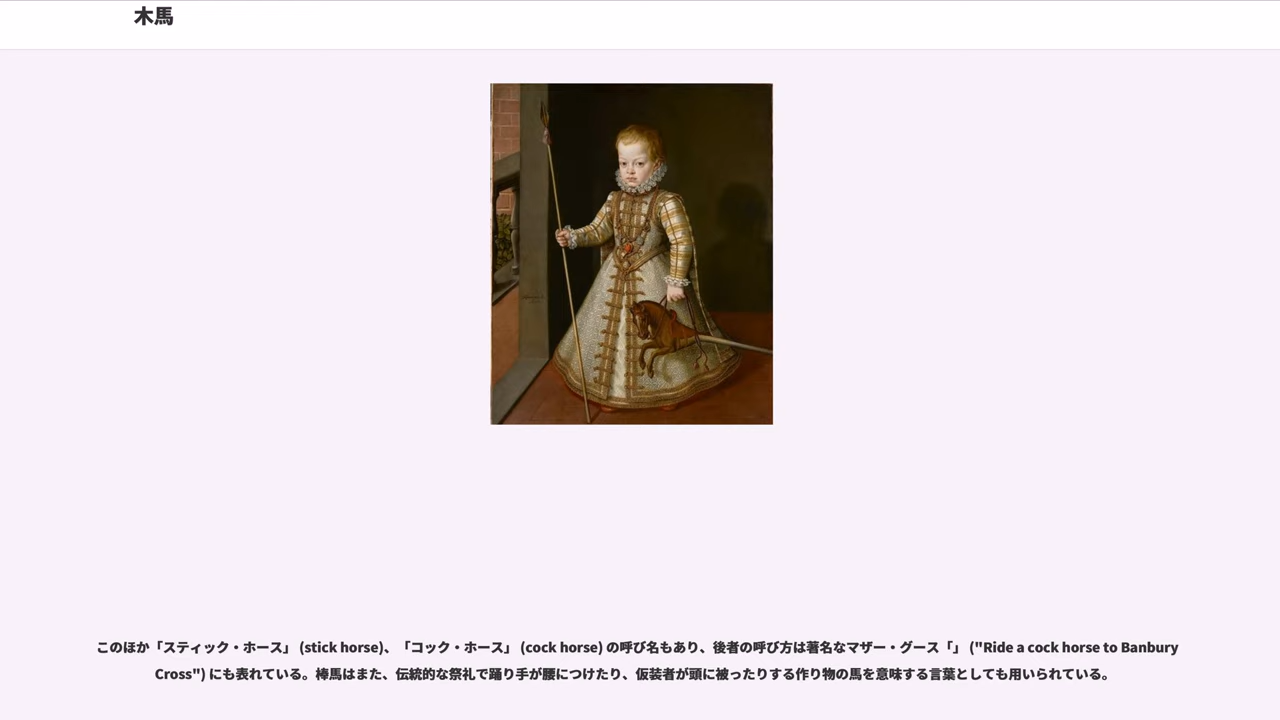 木馬
このほか「スティック・ホース」 (stick horse)、「コック・ホース」 (cock horse) の呼び名もあり、後者の呼び方は著名なマザー・グース「」 ("Ride a cock horse to Banbury
Cross") にも表れている。棒馬はまた、伝統的な祭礼で踊り手が腰につけたり、仮装者が頭に被ったりする作り物の馬を意味する言葉としても用いられている。